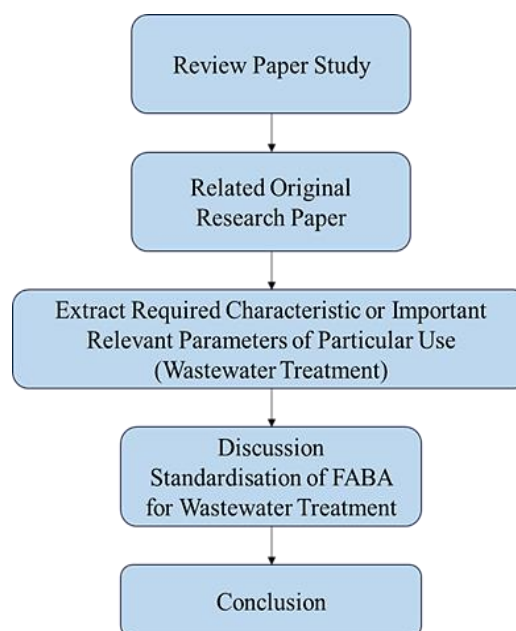 Review Paper Study
Related Original
Research Paper
Extract Required Characteristic or Important
Relevant Parameters of Particular Use
(Wastewater Treatment)
Discussion
Standardisation of FABA
for Wastewater Treatment
Conclusion